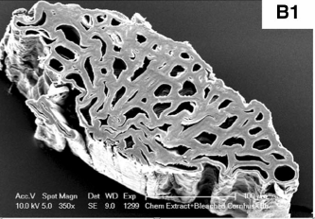 B1
Acc.V Spot Magn Det WD Exp
10.0 kV 5.0 350x SE 9.0 1299 Chem Extract+Bleached